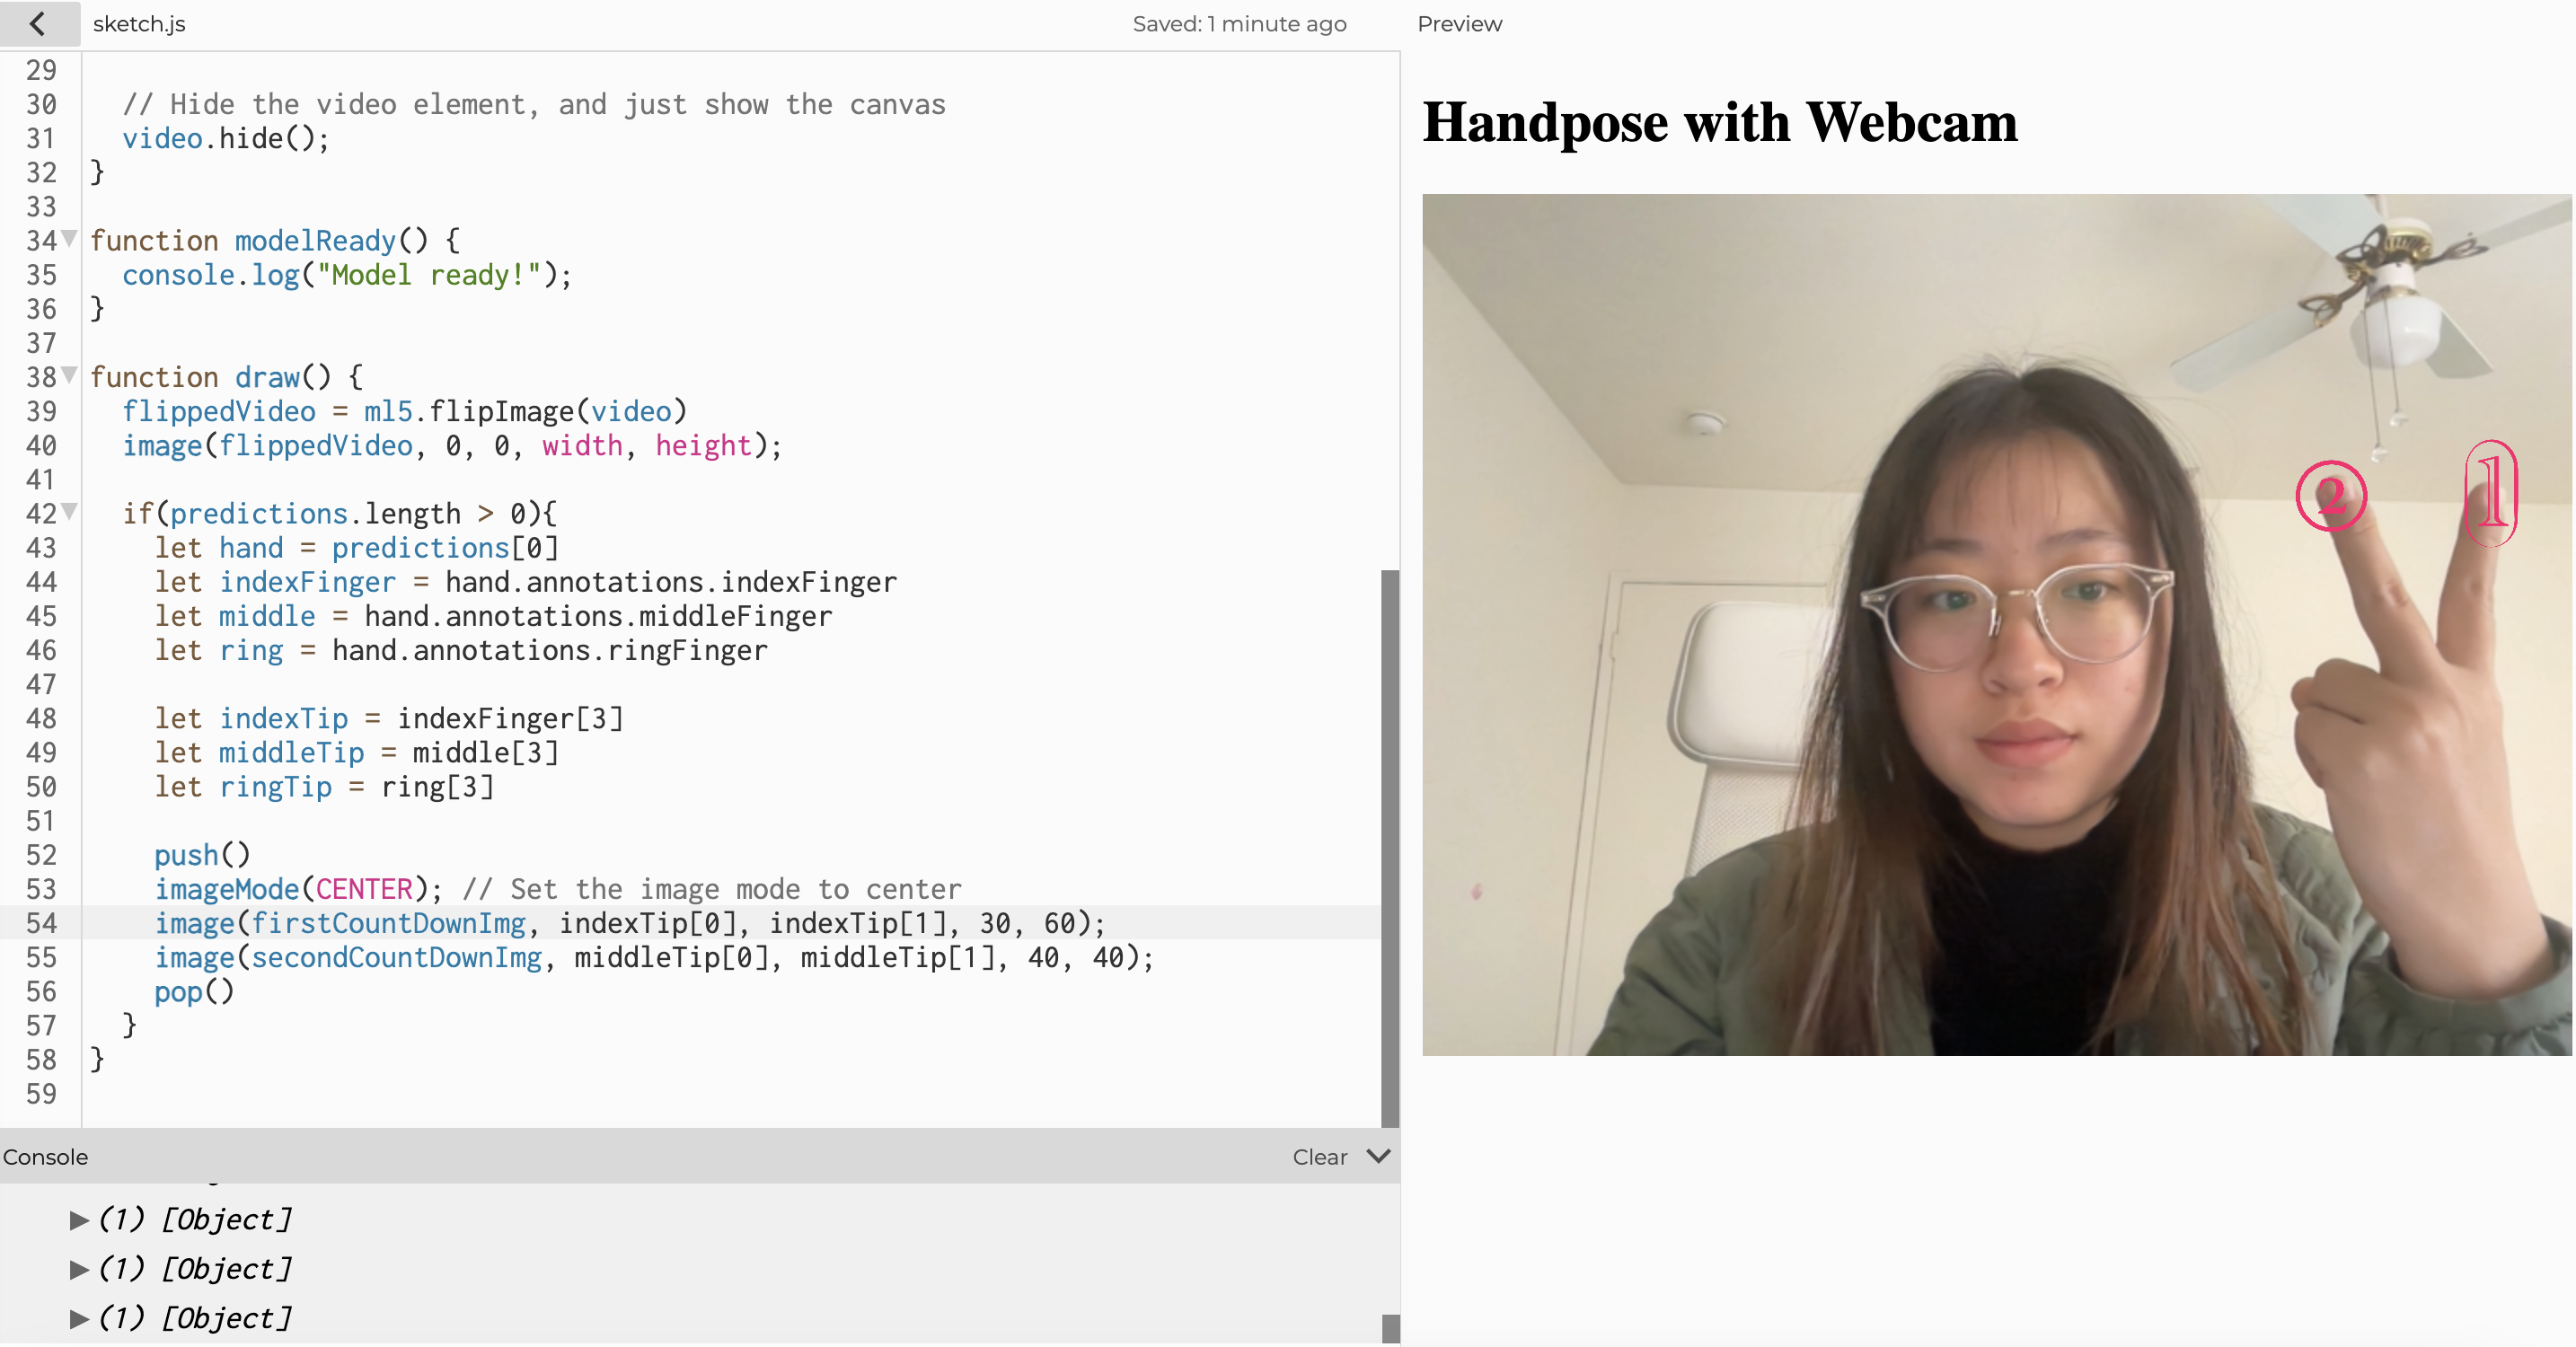 sketch.js
Saved: 1 minute ago
Preview
29
30 // Hide the video element, and just show the canvas
31 video.hide();
32 }
33
34 function modelReady() {
35 console.log("Model ready!");
36 }
37
38 function draw() {
39 flippedVideo = ml5.flipImage(video)
40 image(flippedVideo, 0, 0, width, height);
41
42 if(predictions.length > 0){
43 let hand = predictions[0]
44 let indexFinger = hand.annotations.indexFinger
45 let middle = hand.annotations.middleFinger
46 let ring = hand.annotations.ringFinger
47
48 let indexTip = indexFinger[3]
49 let middleTip = middle[3]
50 let ringTip = ring[3]
51
52 push()
53 imageMode(CENTER); // Set the image mode to center
54 image(firstCountDownImg, indexTip[0], indexTip[1], 30, 60);
55 image(secondCountDownImg, middleTip[0], middleTip[1], 40, 40);
56 pop()
57 }
58 }
59
Console
Clear
(1) [Object]
(1) [Object]
(1) [Object]
Handpose with Webcam
2
1